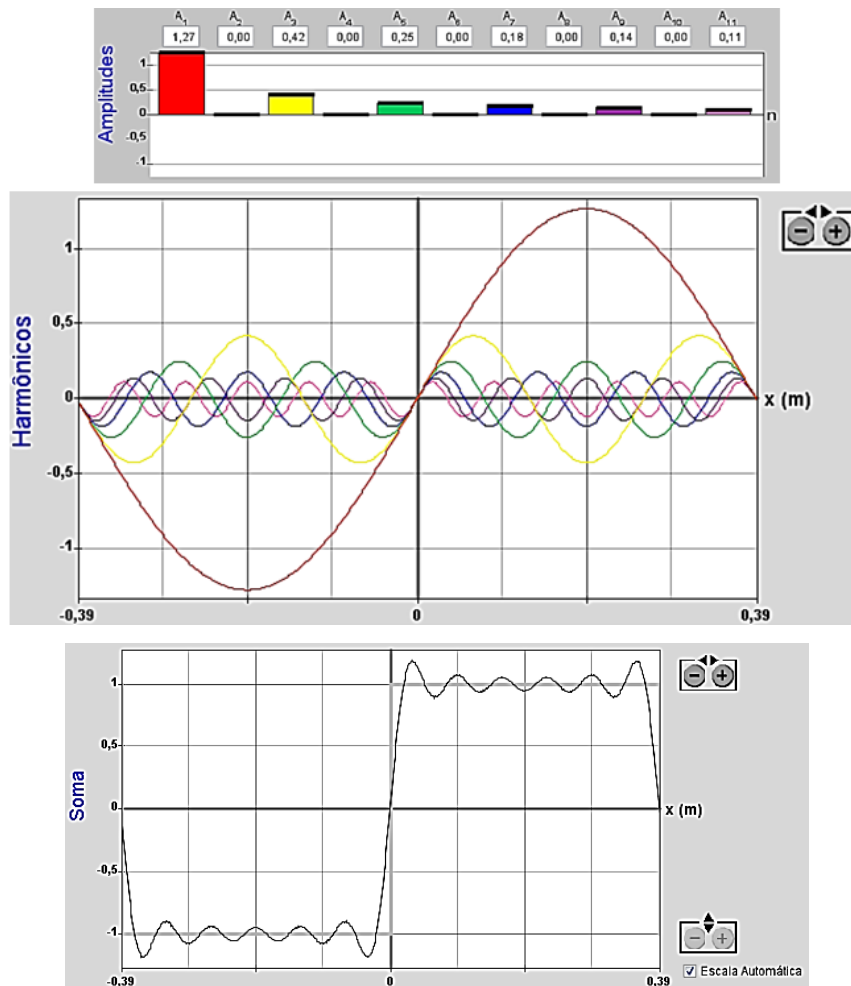 A1 A2 A3 A4 A5 A6 A7 A8 A9 A10 A11
1,27 0,00 0,42 0,00 0,25 0,00 0,18 0,00 0,14 0,00 0,11
Amplitudes
1
0,5
0
-0,5
-1
n
Harmônicos
1
0,5
0
-0,5
-1
x (m)
-0,39 0 0,39
Soma
1
0,5
0
-0,5
-1
x (m)
Escala Automática
-0,39 0 0,39